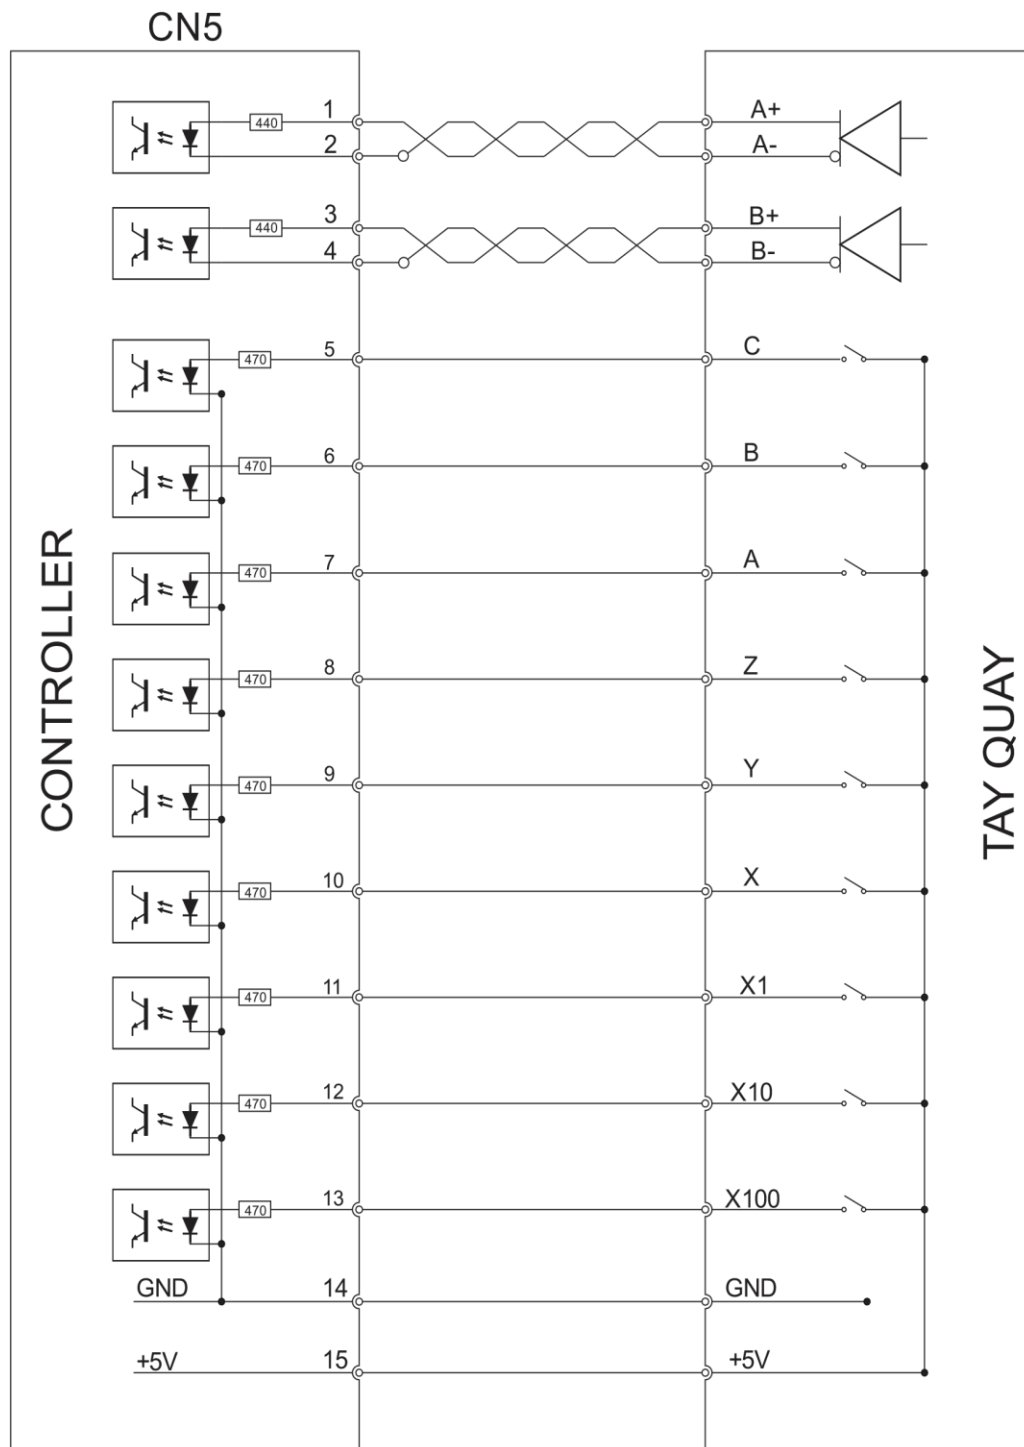 CN5
440 1 A+
2 A-
440 3 B+
4 B-
470 5 C
470 6 B
470 7 A
470 8 Z
470 9 Y
470 10 X
470 11 X1
470 12 X10
470 13 X100
GND 14 GND
+5V 15 +5V
CONTROLLER
TAY QUAY